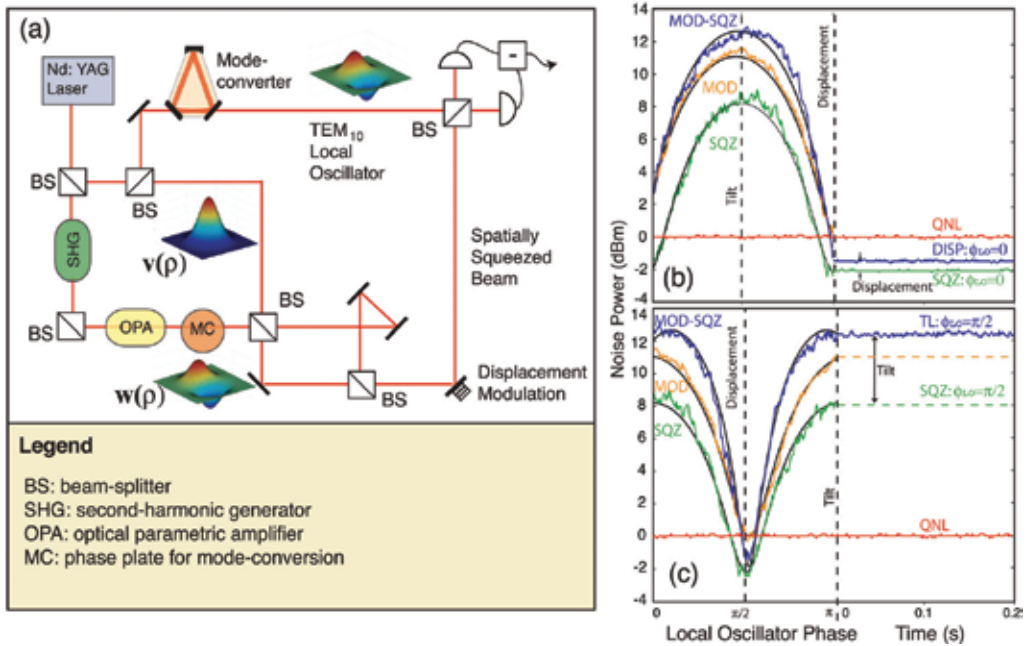 (a)
Nd: YAG
Laser
Mode-
converter
-
BS
TEM10
Local
Oscillator
BS
BS
SHG
v(ρ)
Spatially
Squeezed
Beam
BS
BS
OPA
MC
w(ρ)
BS
Displacement
Modulation
Legend
BS: beam-splitter
SHG: second-harmonic generator
OPA: optical parametric amplifier
MC: phase plate for mode-conversion
Noise Power (dBm)
14
12
10
8
6
4
2
0
-2
-4
MOD-SQZ
MOD
SQZ
Tilt
Displacement
QNL
DISP:ϕLO=0
Displacement
SQZ:ϕLO=0
(b)
14
12
10
8
6
4
2
0
-2
-4
MOD-SQZ
MOD
SQZ
Displacement
Tilt
TL:ϕLO=π/2
Tilt
SQZ:ϕLO=π/2
QNL
(c)
0 π/2 π 0 0.1 0.25
Local Oscillator Phase Time (s)